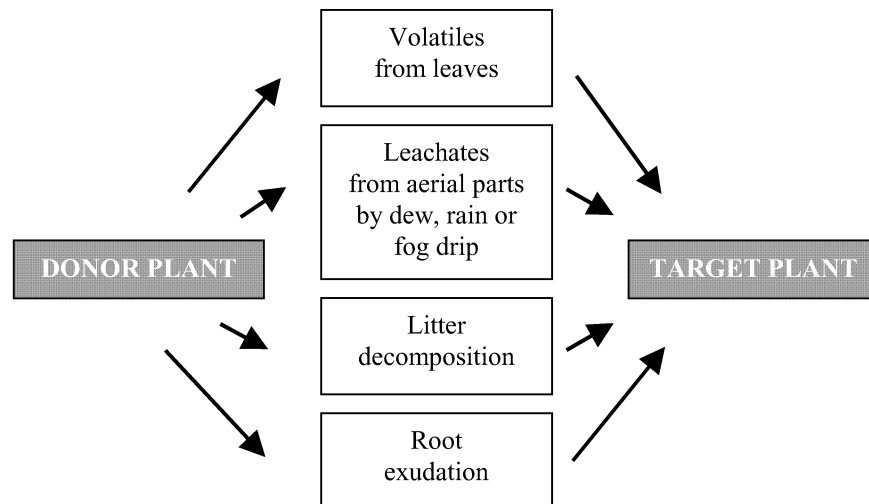 Volatiles
from leaves
Leachates
from aerial parts
by dew, rain or
fog drip
DONOR PLANT
TARGET PLANT
Litter
decomposition
Root
exudation